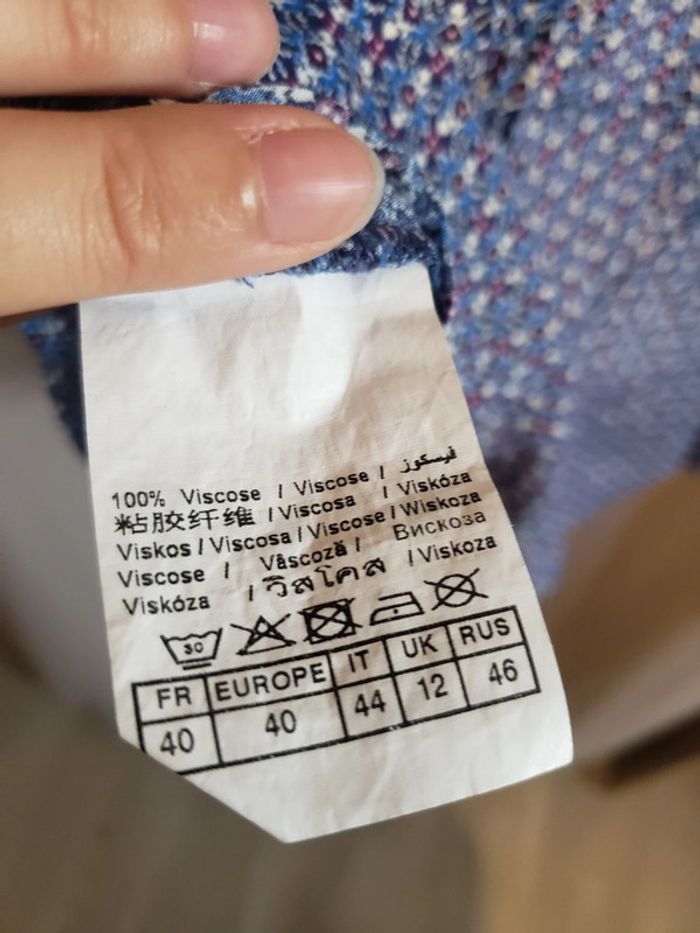 100% Viscose / Viscose / فيسكوز
粘胶纤维 / Viscosa / Viskóza
Viskos / Viscosa / Viscose / Wiskoza
Viscose / Vâscoză / Вискоза
Viskóza / วิสโคส / Viskoza
30
FR EUROPE IT UK RUS
40 40 44 12 46